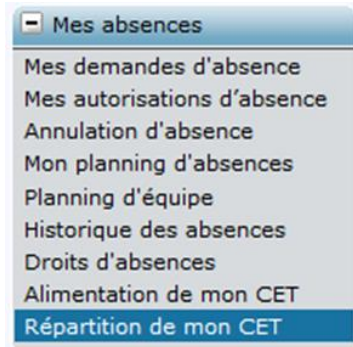 Mes absences
Mes demandes d'absence
Mes autorisations d’absence
Annulation d'absence
Mon planning d'absences
Planning d'équipe
Historique des absences
Droits d'absences
Alimentation de mon CET
Répartition de mon CET